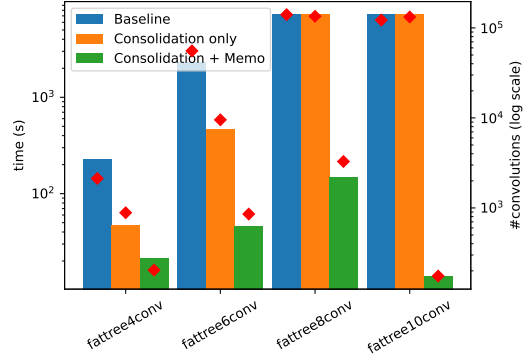 Baseline
Consolidation only
Consolidation + Memo
time (s)
10³
10²
#convolutions (log scale)
10⁵
10⁴
10³
fattree4conv
fattree6conv
fattree8conv
fattree10conv